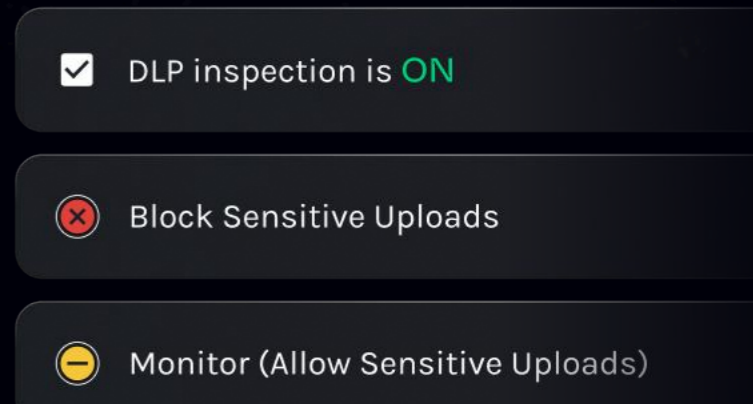 DLP inspection is ON
Block Sensitive Uploads
Monitor (Allow Sensitive Uploads)